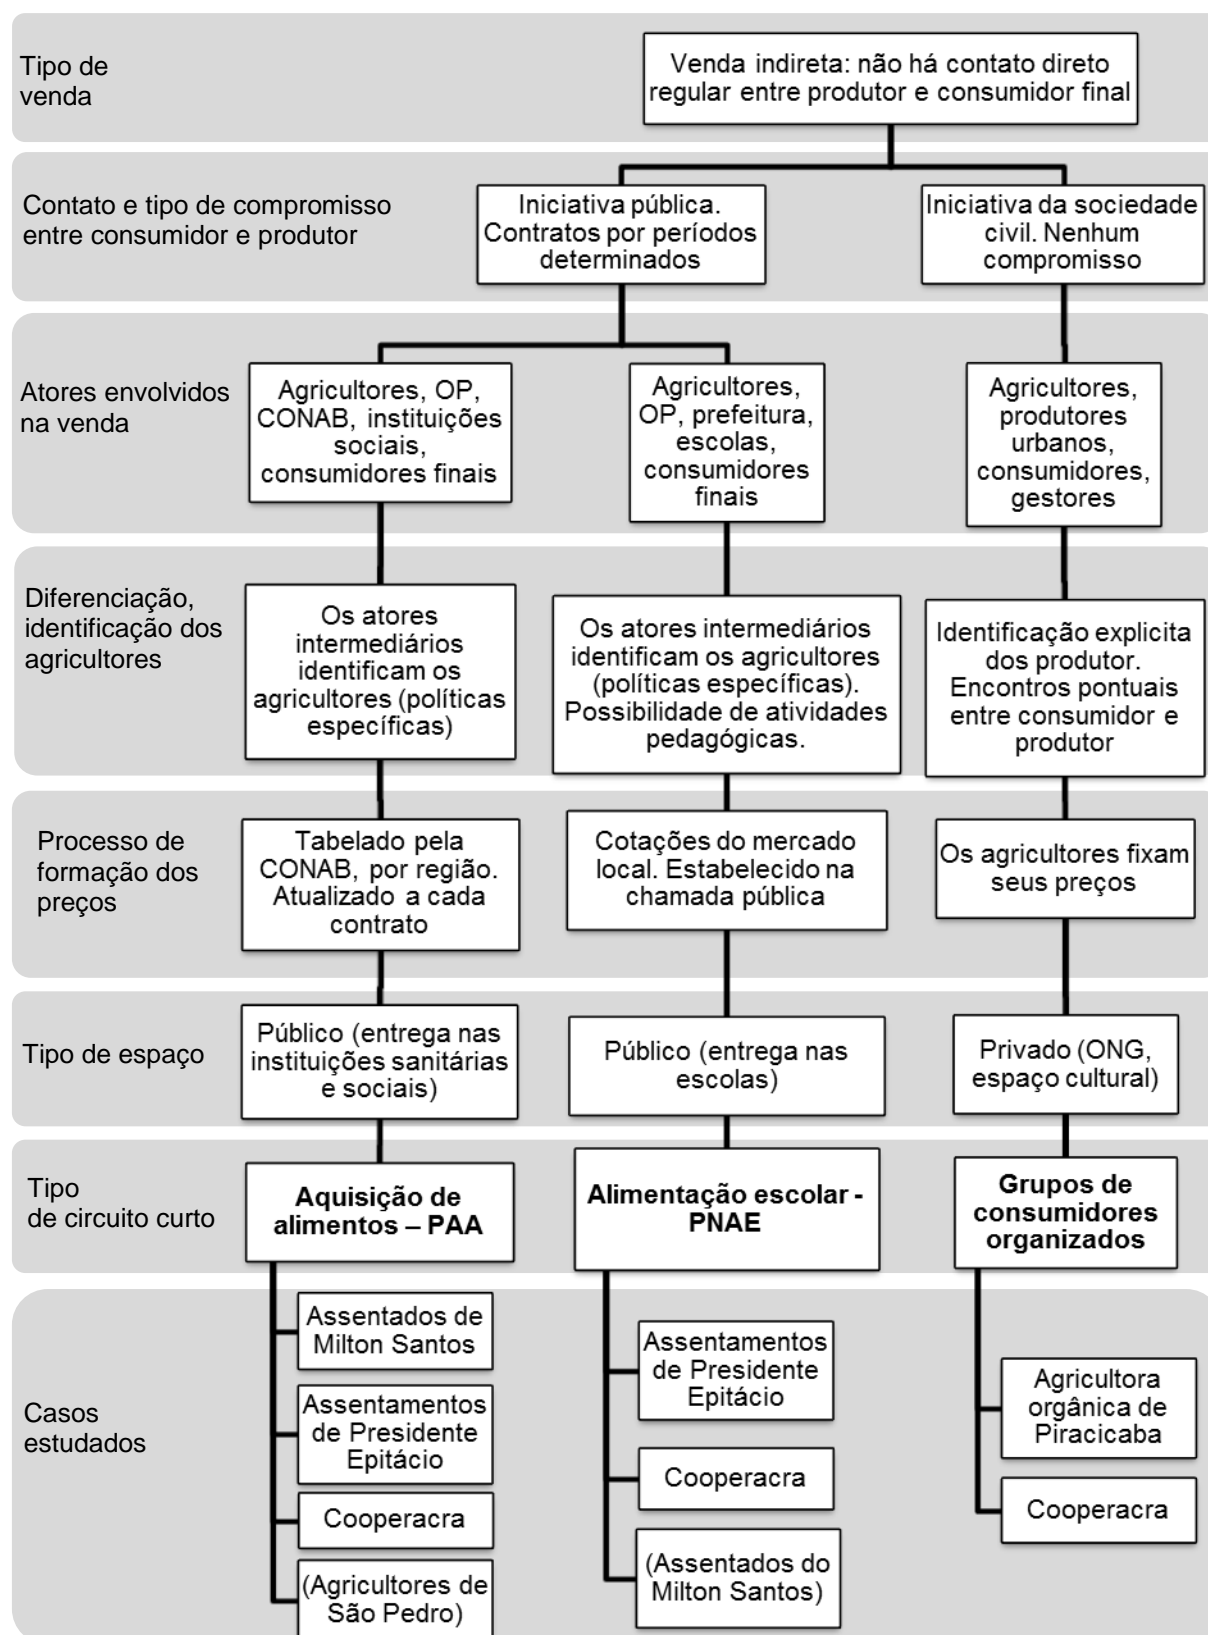 Tipo de
venda
Venda indireta: não há contato direto
regular entre produtor e consumidor final
Contato e tipo de compromisso
entre consumidor e produtor
Iniciativa pública.
Contratos por períodos
determinados
Iniciativa da sociedade
civil. Nenhum
compromisso
Atores envolvidos
na venda
Agricultores, OP,
CONAB, instituições
sociais,
consumidores finais
Agricultores,
OP, prefeitura,
escolas,
consumidores
finais
Agricultores,
produtores
urbanos,
consumidores,
gestores
Diferenciação,
identificação dos
agricultores
Os atores
intermediários
identificam os
agricultores (políticas
específicas)
Os atores intermediários
identificam os agricultores
(políticas específicas).
Possibilidade de atividades
pedagógicas.
Identificação explicita
dos produtor.
Encontros pontuais
entre consumidor e
produtor
Processo de
formação dos
preços
Tabelado pela
CONAB, por região.
Atualizado a cada
contrato
Cotações do mercado
local. Estabelecido na
chamada pública
Os agricultores fixam
seus preços
Tipo de espaço
Público (entrega nas
instituições sanitárias
e sociais)
Público (entrega nas
escolas)
Privado (ONG,
espaço cultural)
Tipo
de circuito curto
Aquisição de
alimentos – PAA
Alimentação escolar -
PNAE
Grupos de
consumidores
organizados
Casos
estudados
Assentados de
Milton Santos
Assentamentos
de Presidente
Epitácio
Cooperacra
(Agricultores de
São Pedro)
Assentamentos
de Presidente
Epitácio
Cooperacra
(Assentados do
Milton Santos)
Agricultora
orgânica de
Piracicaba
Cooperacra